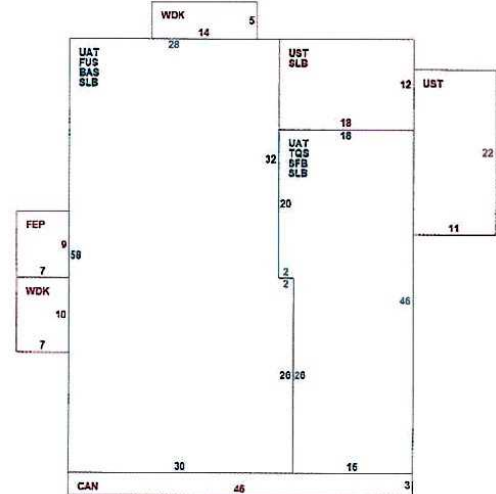 WDK 5
14
28
UAT
FUS
BAS
SLB
UST
SLB
12
UST
18
18
32
UAT
TQS
SFB
SLB
22
20
FEP
9
7
58
11
2
2
WDK
10
7
46
26 26
30
16
CAN 46 3